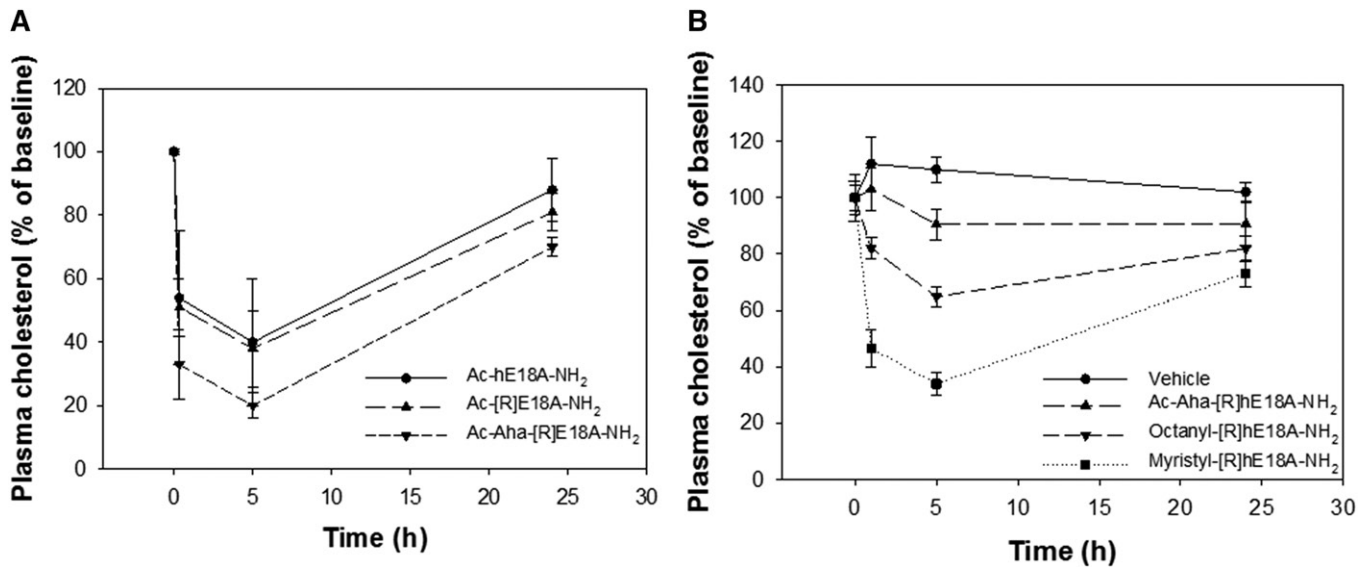 A
Plasma cholesterol (% of baseline)
120
100
80
60
40
20
0
Ac-hE18A-NH₂
Ac-[R]E18A-NH₂
Ac-Aha-[R]E18A-NH₂
0 5 10 15 20 25 30
Time (h)
B
Plasma cholesterol (% of baseline)
140
120
100
80
60
40
20
0
Vehicle
Ac-Aha-[R]hE18A-NH₂
Octanyl-[R]hE18A-NH₂
Myristyl-[R]hE18A-NH₂
0 5 10 15 20 25 30
Time (h)